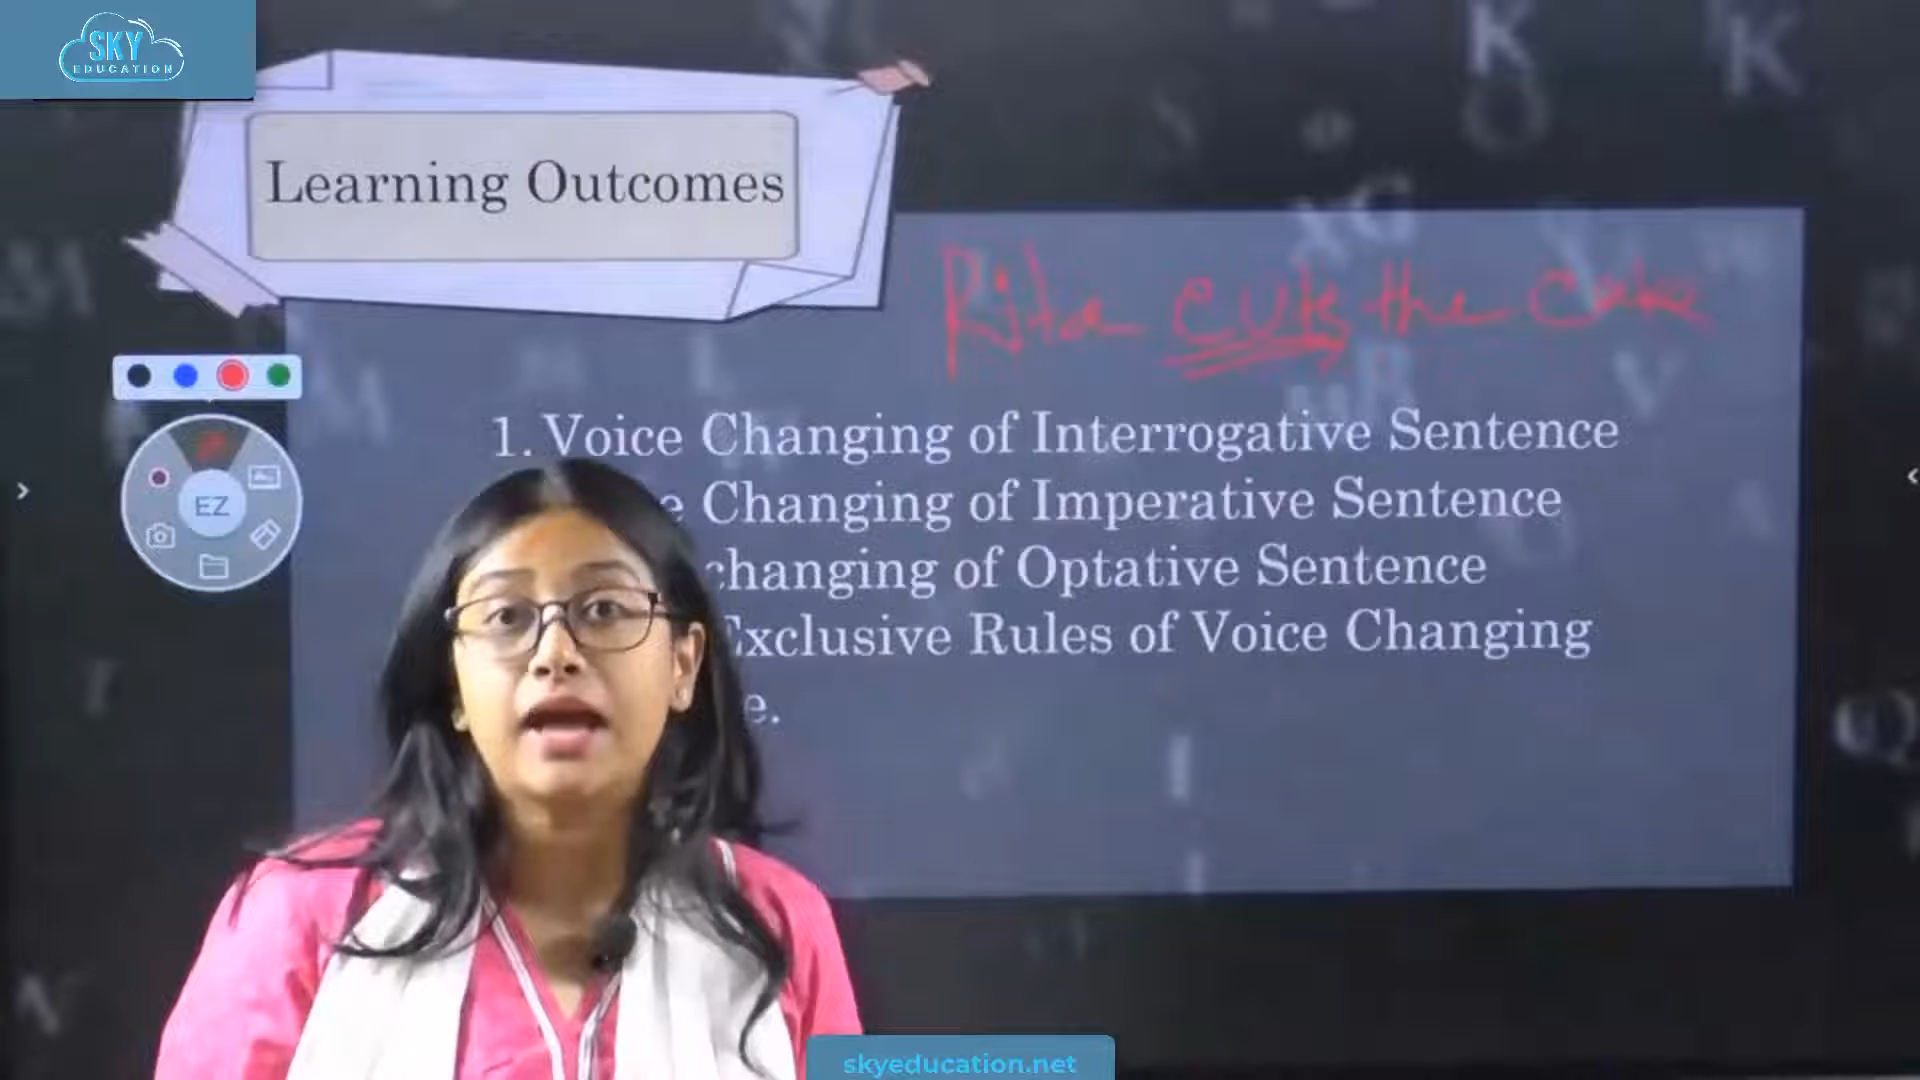 SKY
EDUCATION
Learning Outcomes
Rita cuts the cake
1. Voice Changing of Interrogative Sentence
e Changing of Imperative Sentence
changing of Optative Sentence
Exclusive Rules of Voice Changing
e.
EZ
skyeducation.net